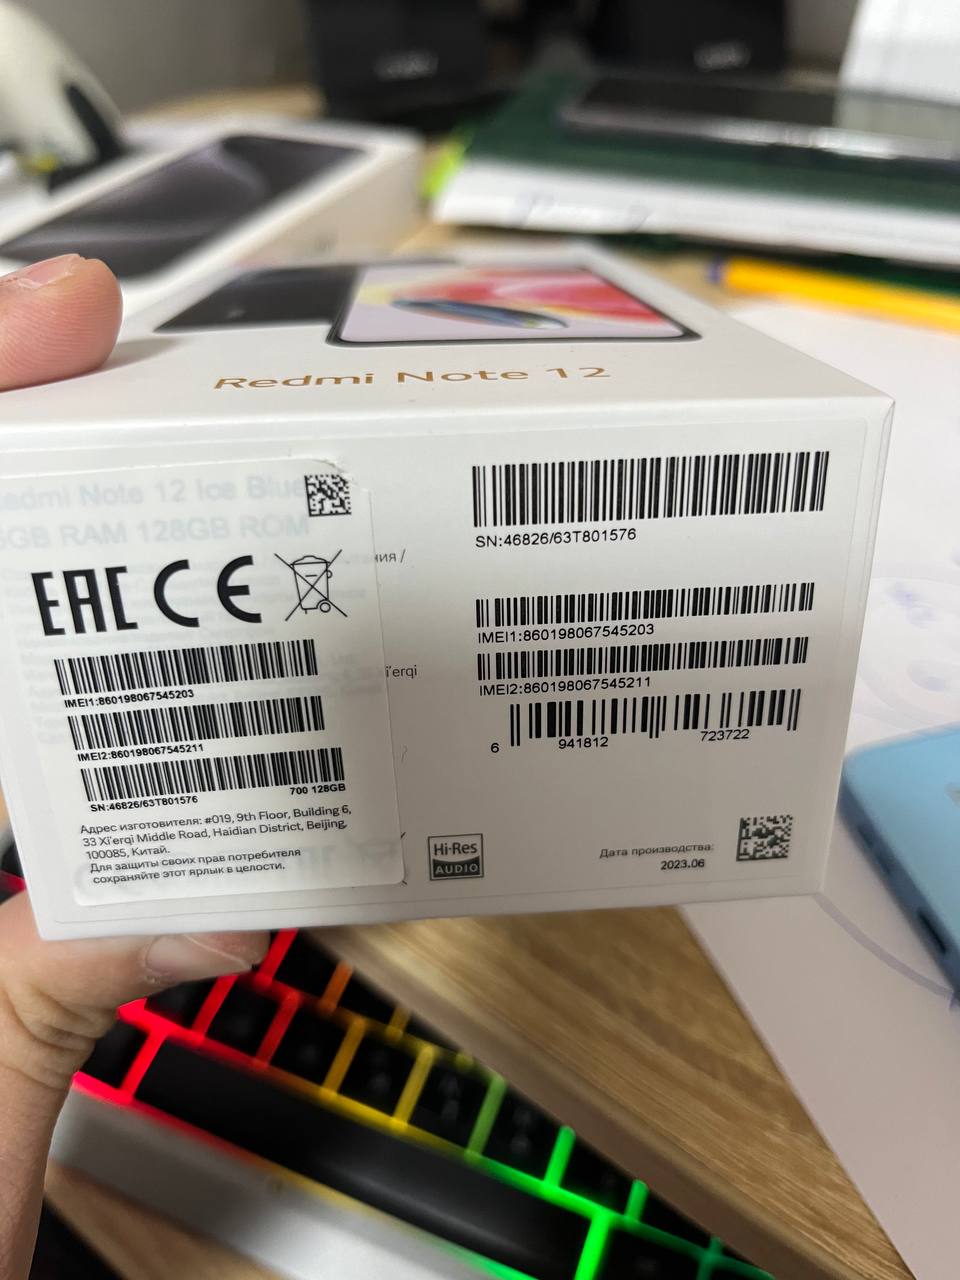 Redmi Note 12
Redmi Note 12 Ice Blue
6GB RAM 128GB ROM
EAC CE
IMEI1:860198067545203
IMEI2:860198067545211
SN:46826/63T801576
700 128GB
Адрес изготовителя: #019, 9th Floor, Building 6,
33 Xi'erqi Middle Road, Haidian District, Beijing,
100085, Китай.
Для защиты своих прав потребителя
сохраняйте этот ярлык в целости.
SN:46826/63T801576
IMEI1:860198067545203
IMEI2:860198067545211
6 941812 723722
Hi-Res
AUDIO
Дата производства:
2023.06